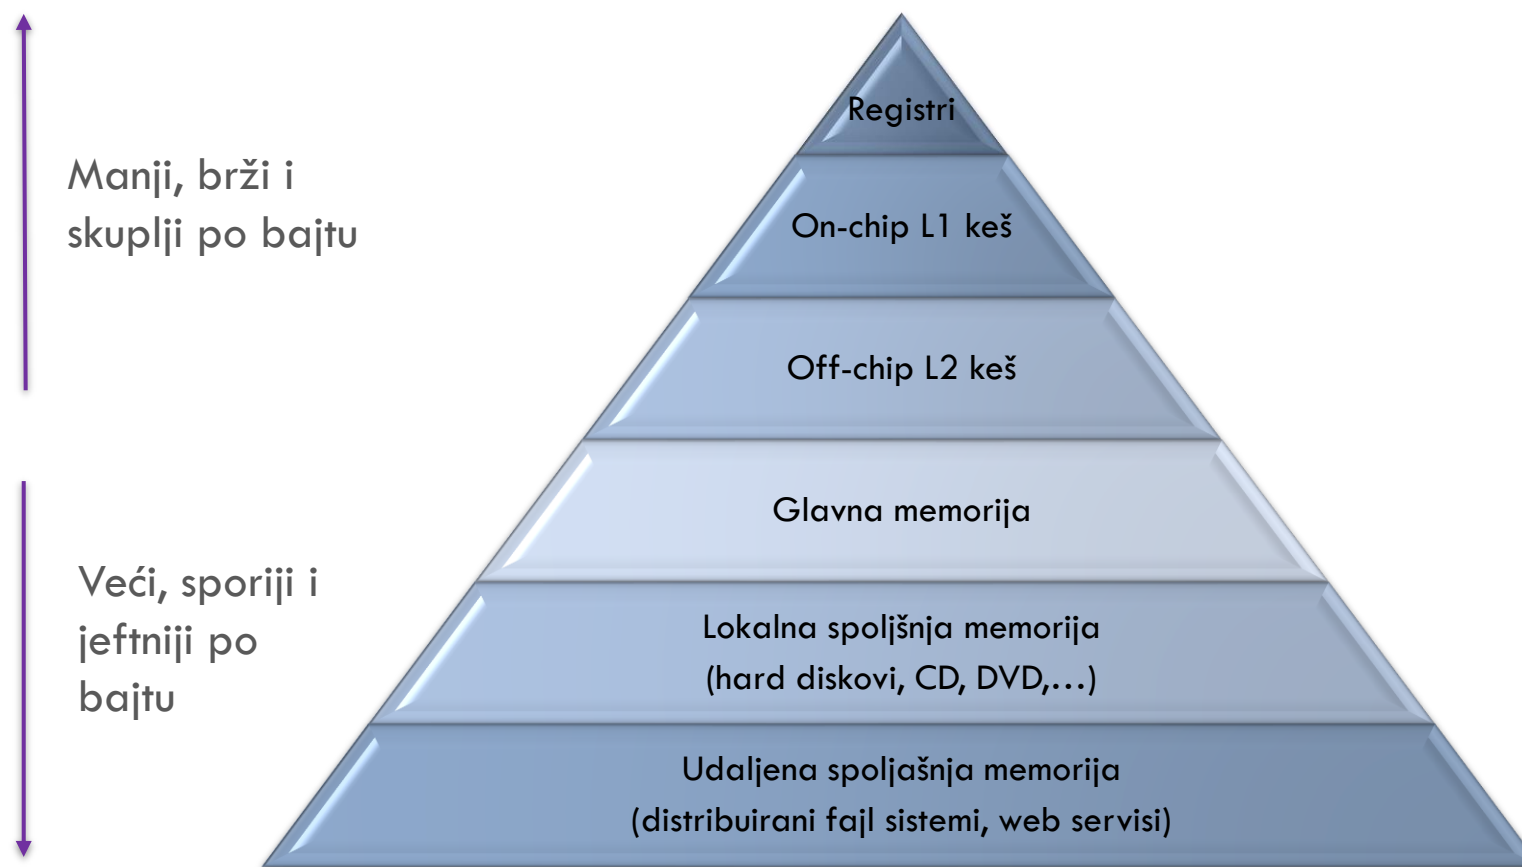 Manji, brži i
skuplji po bajtu
Veći, sporiji i
jeftniji po
bajtu
Registri
On-chip L1 keš
Off-chip L2 keš
Glavna memorija
Lokalna spoljšnja memorija
(hard diskovi, CD, DVD,…)
Udaljena spoljašnja memorija
(distribuirani fajl sistemi, web servisi)